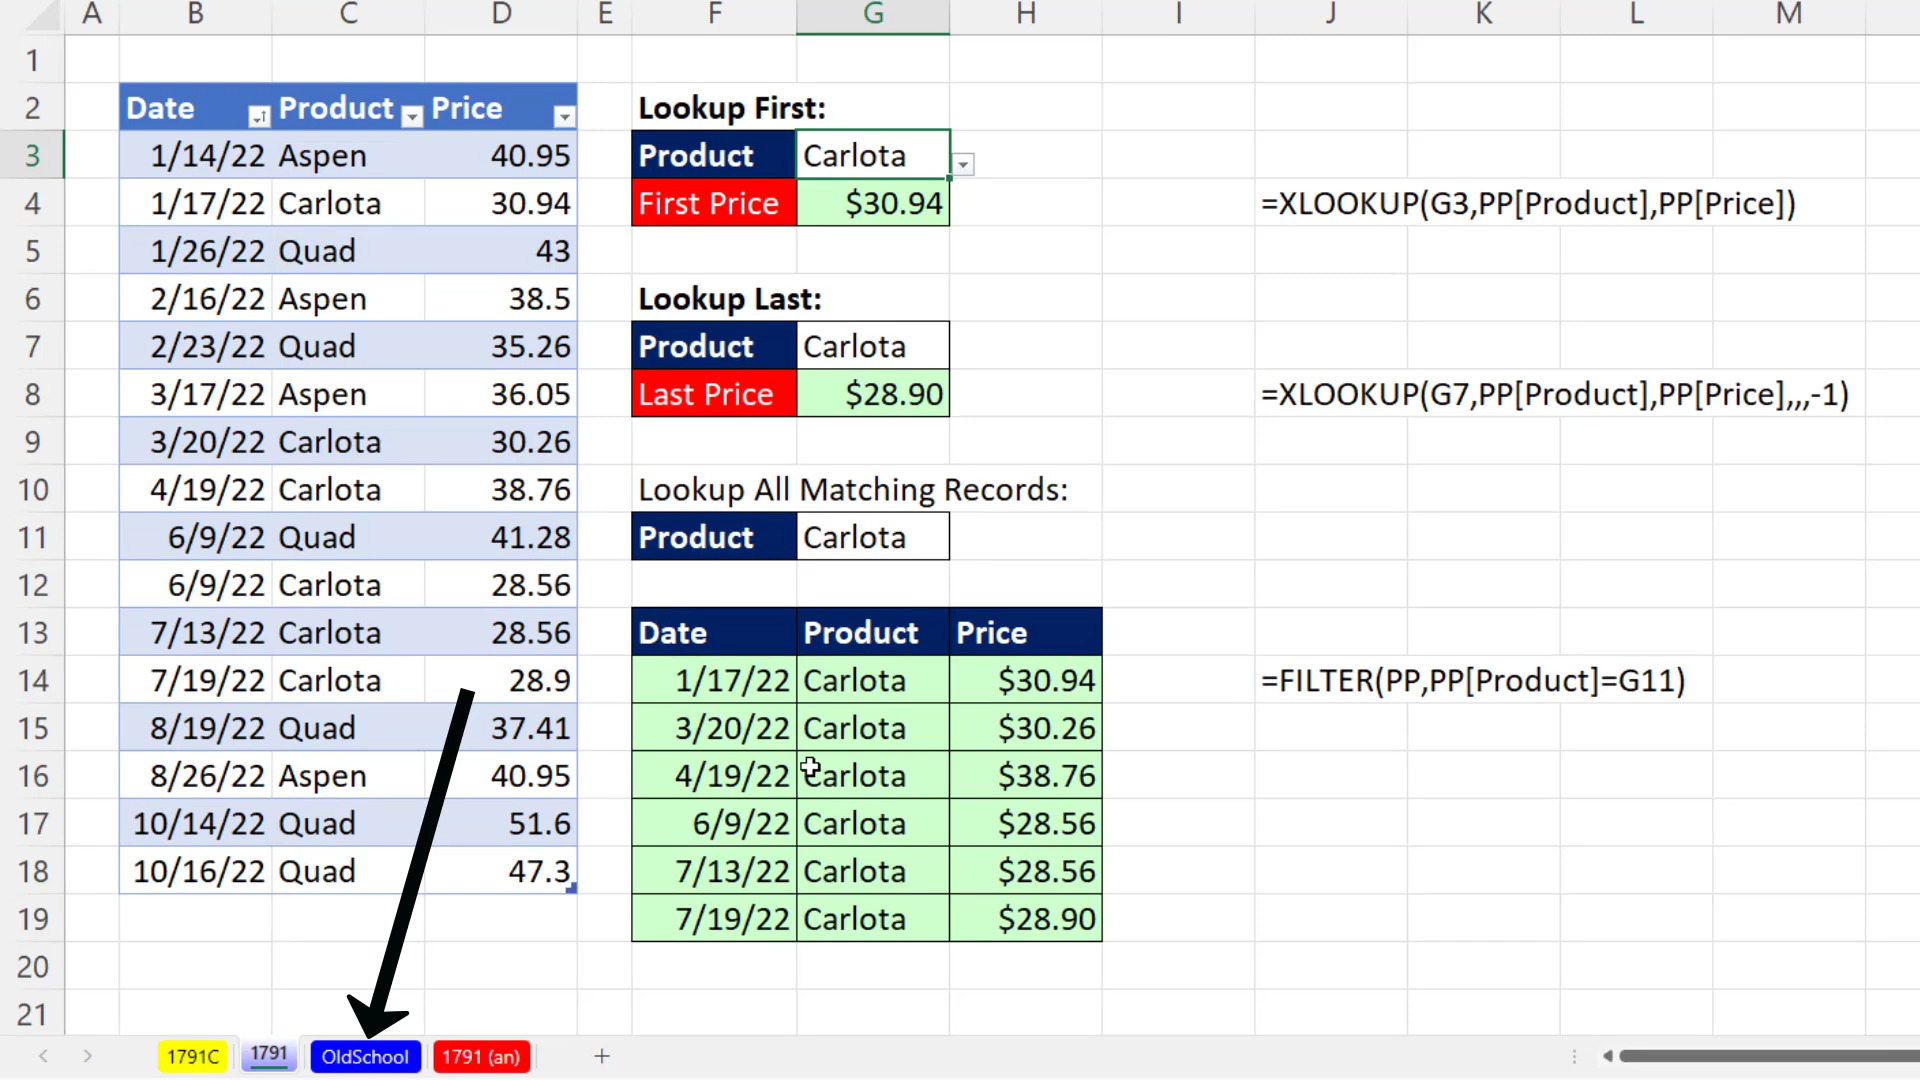 A B C D E F G H I J K L M
1
2 Date Product Price Lookup First:
3 1/14/22 Aspen 40.95 Product Carlota
4 1/17/22 Carlota 30.94 First Price $30.94 =XLOOKUP(G3,PP[Product],PP[Price])
5 1/26/22 Quad 43
6 2/16/22 Aspen 38.5 Lookup Last:
7 2/23/22 Quad 35.26 Product Carlota
8 3/17/22 Aspen 36.05 Last Price $28.90 =XLOOKUP(G7,PP[Product],PP[Price],,,-1)
9 3/20/22 Carlota 30.26
10 4/19/22 Carlota 38.76 Lookup All Matching Records:
11 6/9/22 Quad 41.28 Product Carlota
12 6/9/22 Carlota 28.56
13 7/13/22 Carlota 28.56 Date Product Price
14 7/19/22 Carlota 28.9 1/17/22 Carlota $30.94 =FILTER(PP,PP[Product]=G11)
15 8/19/22 Quad 37.41 3/20/22 Carlota $30.26
16 8/26/22 Aspen 40.95 4/19/22 Carlota $38.76
17 10/14/22 Quad 51.6 6/9/22 Carlota $28.56
18 10/16/22 Quad 47.3 7/13/22 Carlota $28.56
19 7/19/22 Carlota $28.90
20
21
1791C 1791 OldSchool 1791 (an)